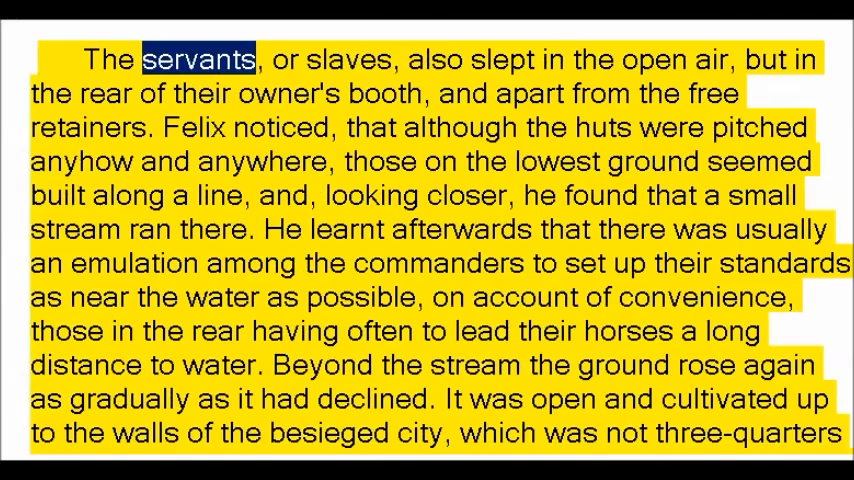 The servants, or slaves, also slept in the open air, but in
the rear of their owner's booth, and apart from the free
retainers. Felix noticed, that although the huts were pitched
anyhow and anywhere, those on the lowest ground seemed
built along a line, and, looking closer, he found that a small
stream ran there. He learnt afterwards that there was usually
an emulation among the commanders to set up their standards
as near the water as possible, on account of convenience,
those in the rear having often to lead their horses a long
distance to water. Beyond the stream the ground rose again
as gradually as it had declined. It was open and cultivated up
to the walls of the besieged city, which was not three-quarters